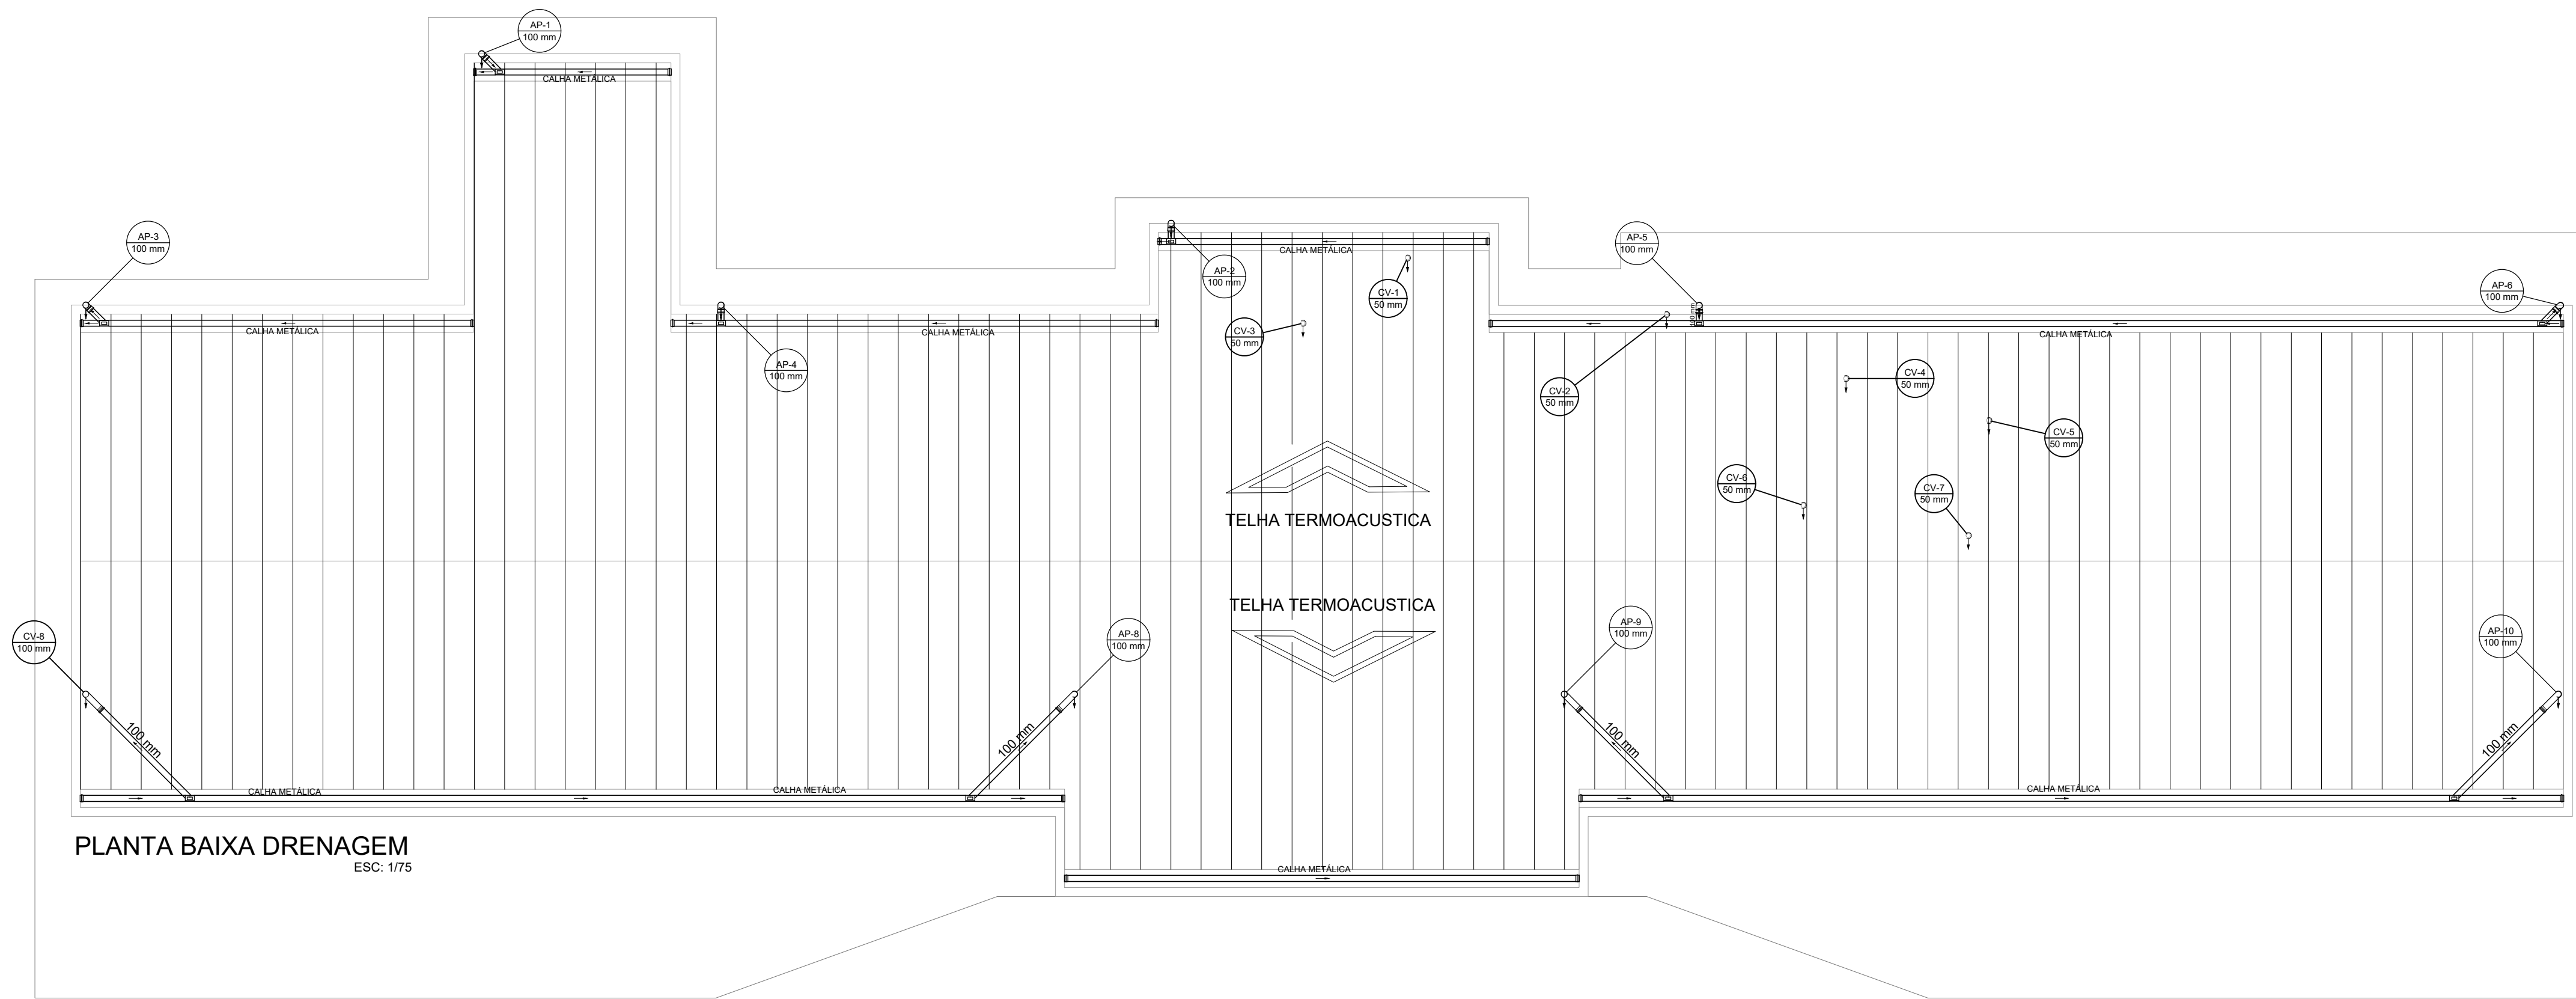 AP-1
100 mm
CALHA METÁLICA
AP-3
100 mm
CALHA METÁLICA
AP-4
100 mm
CALHA METÁLICA
AP-2
100 mm
CALHA METÁLICA
CV-1
50 mm
CV-3
50 mm
AP-5
100 mm
100 mm
AP-6
100 mm
CALHA METÁLICA
CV-2
50 mm
CV-4
50 mm
CV-5
50 mm
CV-6
50 mm
CV-7
50 mm
TELHA TERMOACUSTICA
TELHA TERMOACUSTICA
CV-8
100 mm
100 mm
AP-8
100 mm
100 mm
AP-9
100 mm
100 mm
AP-10
100 mm
100 mm
CALHA METÁLICA
CALHA METÁLICA
CALHA METÁLICA
CALHA METÁLICA
PLANTA BAIXA DRENAGEM
ESC: 1/75